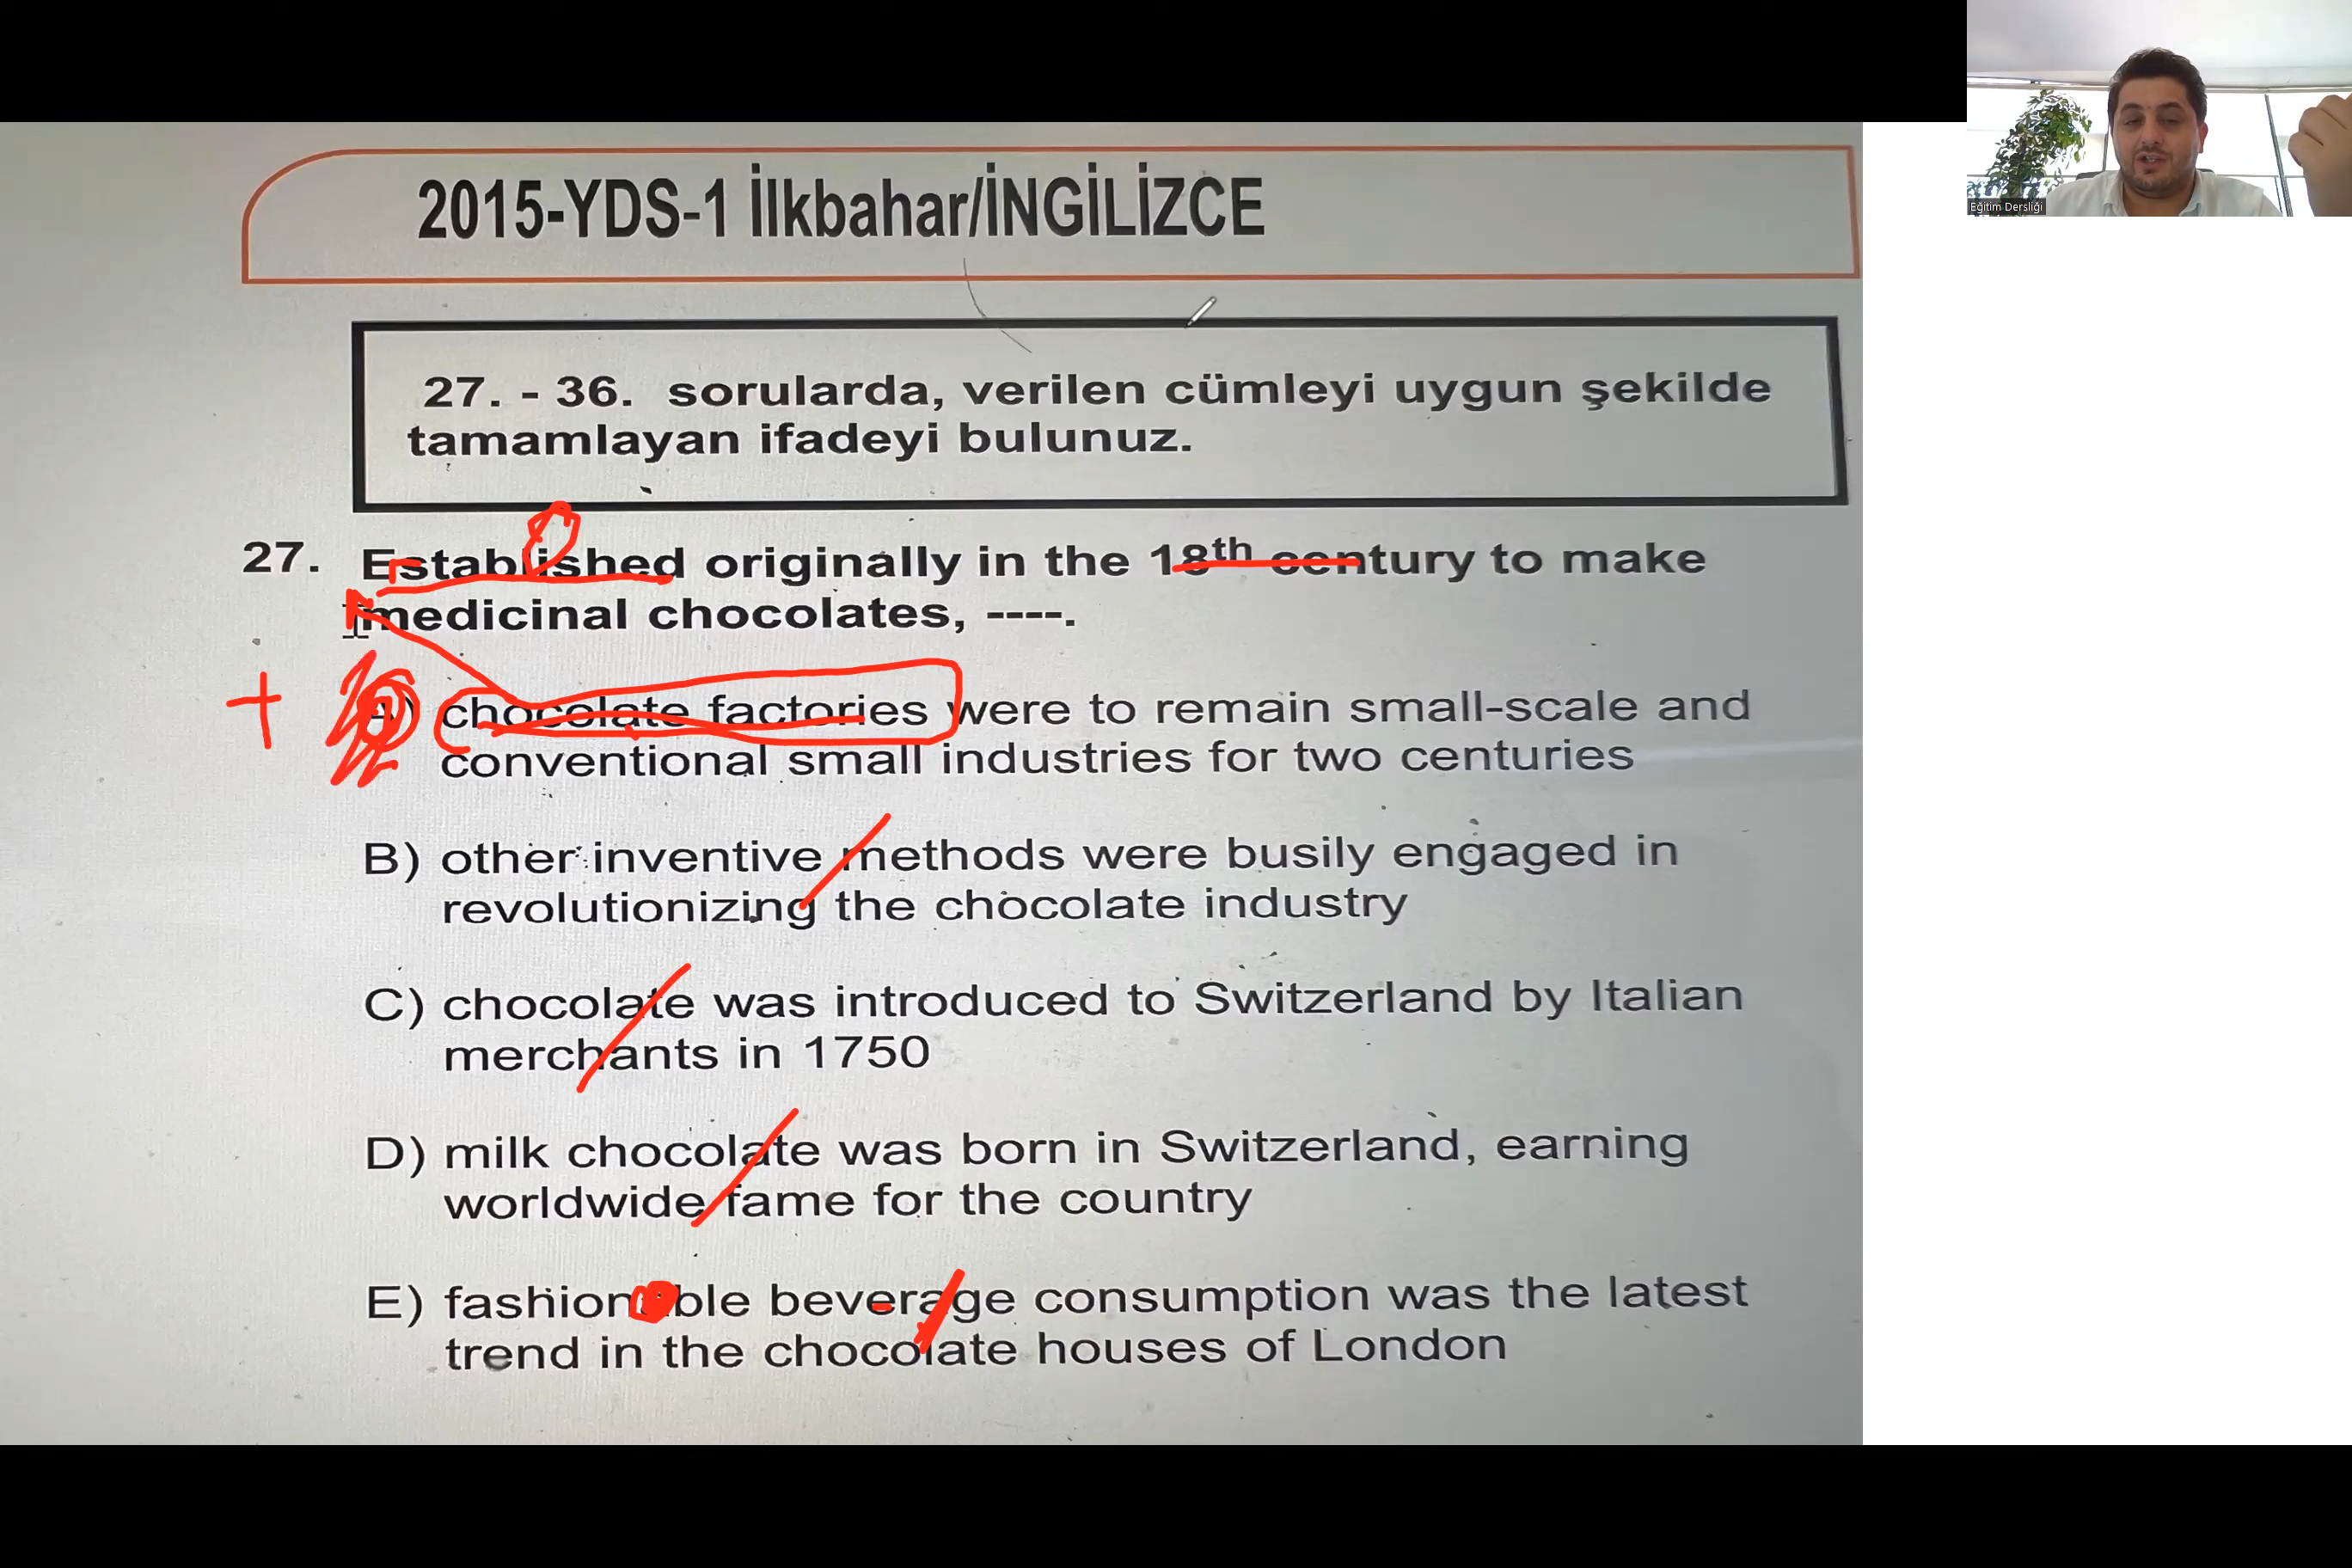 Eğitim Dersliği
2015-YDS-1 İlkbahar/İNGİLİZCE
27. - 36. sorularda, verilen cümleyi uygun şekilde
tamamlayan ifadeyi bulunuz.
27. Established originally in the 18th century to make
medicinal chocolates, ----.
A) chocolate factories were to remain small-scale and
conventional small industries for two centuries
B) other inventive methods were busily engaged in
revolutionizing the chocolate industry
C) chocolate was introduced to Switzerland by Italian
merchants in 1750
D) milk chocolate was born in Switzerland, earning
worldwide fame for the country
E) fashionable beverage consumption was the latest
trend in the chocolate houses of London